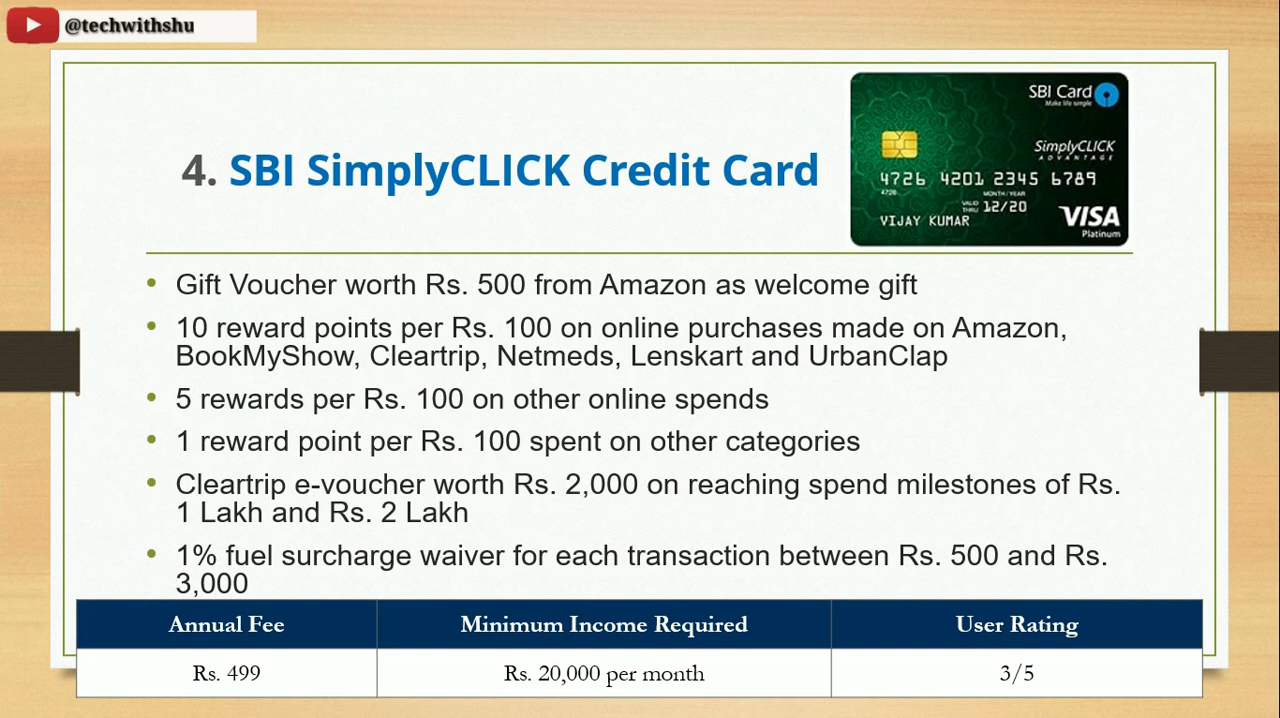 @techwithshu
4. SBI SimplyCLICK Credit Card
SBI Card
Make life simple
SimplyCLICK
ADVANTAGE
4726 4201 2345 6789
4726
MONTH/YEAR
VALID THRU 12/20
VIJAY KUMAR
VISA
Platinum
• Gift Voucher worth Rs. 500 from Amazon as welcome gift
• 10 reward points per Rs. 100 on online purchases made on Amazon,
BookMyShow, Cleartrip, Netmeds, Lenskart and UrbanClap
• 5 rewards per Rs. 100 on other online spends
• 1 reward point per Rs. 100 spent on other categories
• Cleartrip e-voucher worth Rs. 2,000 on reaching spend milestones of Rs.
1 Lakh and Rs. 2 Lakh
• 1% fuel surcharge waiver for each transaction between Rs. 500 and Rs.
3,000
Annual Fee Minimum Income Required User Rating
Rs. 499 Rs. 20,000 per month 3/5